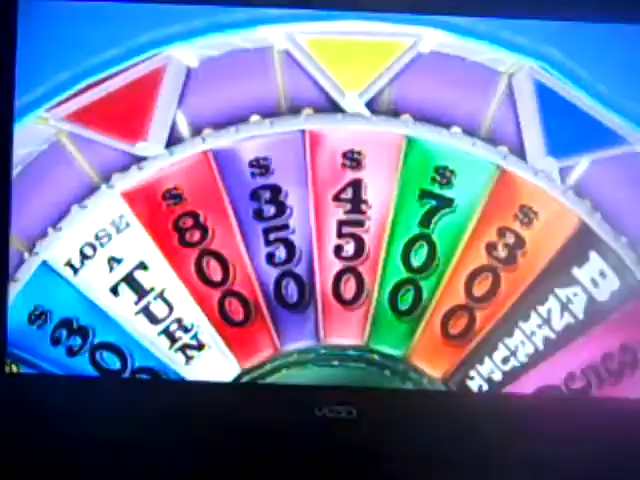 $300
LOSE
A
TURN
$800
$350
$450
$700
$300
BANKRUPT
VIZIO